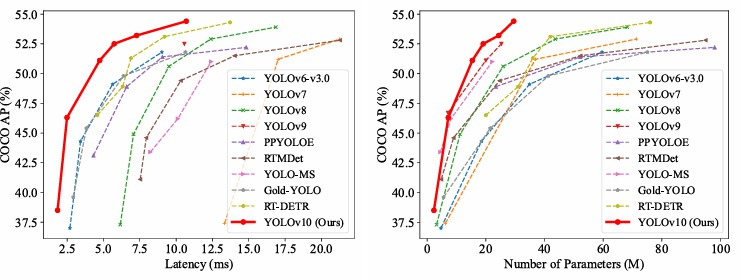 55.0
52.5
50.0
47.5
45.0
42.5
40.0
37.5
COCO AP (%)
2.5
5.0
7.5
10.0
12.5
15.0
17.5
20.0
22.0
Latency (ms)
YOLOv6-v3.0
YOLOv7
YOLOv8
YOLOv9
PPYOLOE
RTMDet
YOLO-MS
Gold-YOLO
RT-DETR
YOLOv10 (Ours)
55.0
52.5
50.0
47.5
45.0
42.5
40.0
37.5
COCO AP (%)
0
20
40
60
80
100
Number of Parameters (M)
YOLOv6-v3.0
YOLOv7
YOLOv8
YOLOv9
PPYOLOE
RTMDet
YOLO-MS
Gold-YOLO
RT-DETR
YOLOv10 (Ours)